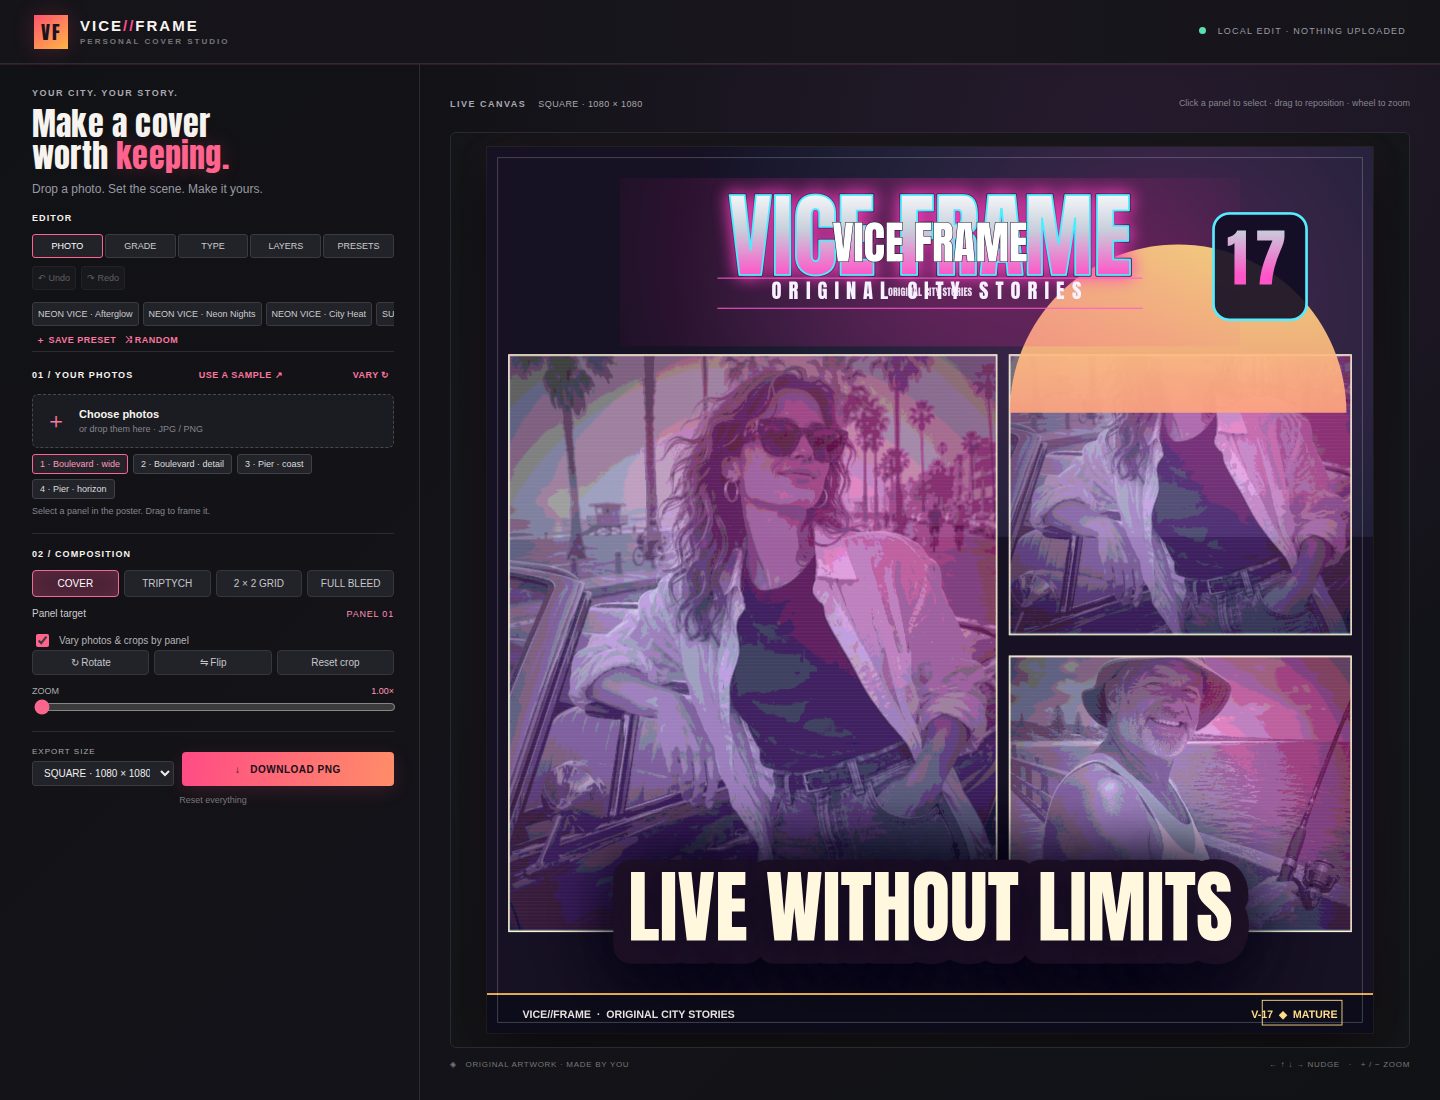 VF
VICE//FRAME
PERSONAL COVER STUDIO
LOCAL EDIT · NOTHING UPLOADED
YOUR CITY. YOUR STORY.
Make a cover
worth keeping.
Drop a photo. Set the scene. Make it yours.
EDITOR
PHOTO GRADE TYPE LAYERS PRESETS
↶ Undo ↷ Redo
NEON VICE · Afterglow NEON VICE · Neon Nights NEON VICE · City Heat SU
+ SAVE PRESET ⤨ RANDOM
01 / YOUR PHOTOS USE A SAMPLE ↗ VARY ↻
+
Choose photos
or drop them here · JPG / PNG
1 · Boulevard · wide 2 · Boulevard · detail 3 · Pier · coast
4 · Pier · horizon
Select a panel in the poster. Drag to frame it.
02 / COMPOSITION
COVER TRIPTYCH 2 × 2 GRID FULL BLEED
Panel target PANEL 01
Vary photos & crops by panel
↻ Rotate ⇋ Flip Reset crop
ZOOM 1.00×
EXPORT SIZE
SQUARE · 1080 × 1080
↓ DOWNLOAD PNG
Reset everything
LIVE CANVAS SQUARE · 1080 × 1080
Click a panel to select · drag to reposition · wheel to zoom
VICE FRAME
VICE FRAME
ORIGINAL CITY STORIES
ORIGINAL CITY STORIES
17
LIVE WITHOUT LIMITS
VICE//FRAME · ORIGINAL CITY STORIES
V-17 ◆ MATURE
◈ ORIGINAL ARTWORK · MADE BY YOU
← ↑ ↓ → NUDGE · + / − ZOOM